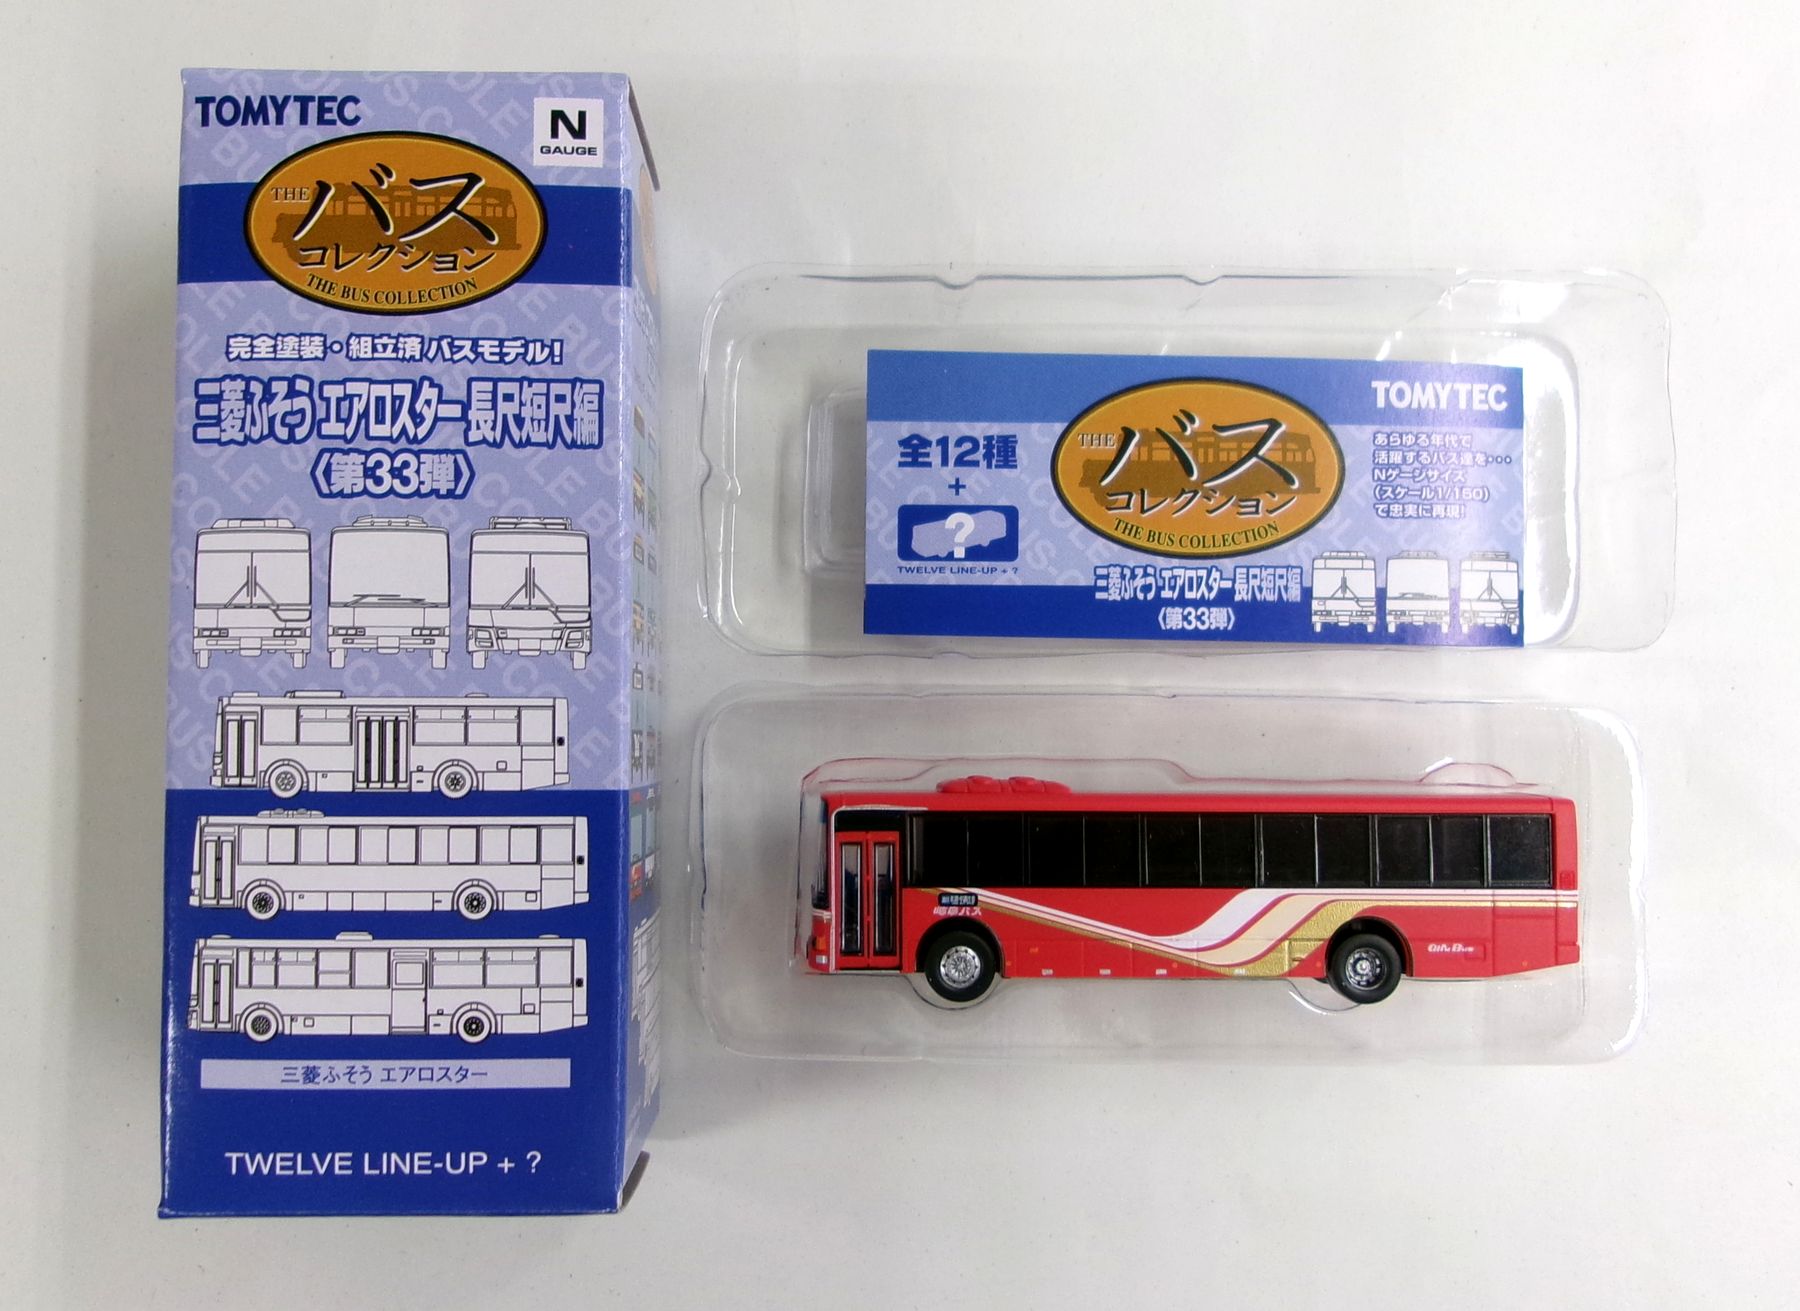 TOMYTEC
N
GAUGE
THE
バス
コレクション
THE BUS COLLECTION
完全塗装・組立済 バスモデル!
三菱ふそう エアロスター 長尺短尺編
〈第33弾〉
三菱ふそう エアロスター
TWELVE LINE-UP + ?
TOMYTEC
全12種
+
?
TWELVE LINE-UP + ?
THE
バス
コレクション
THE BUS COLLECTION
あらゆる年代で
活躍するバス達を・・・
Nゲージサイズ
(スケール1/150)
で忠実に再現!
三菱ふそう エアロスター 長尺短尺編
〈第33弾〉
岐阜バス